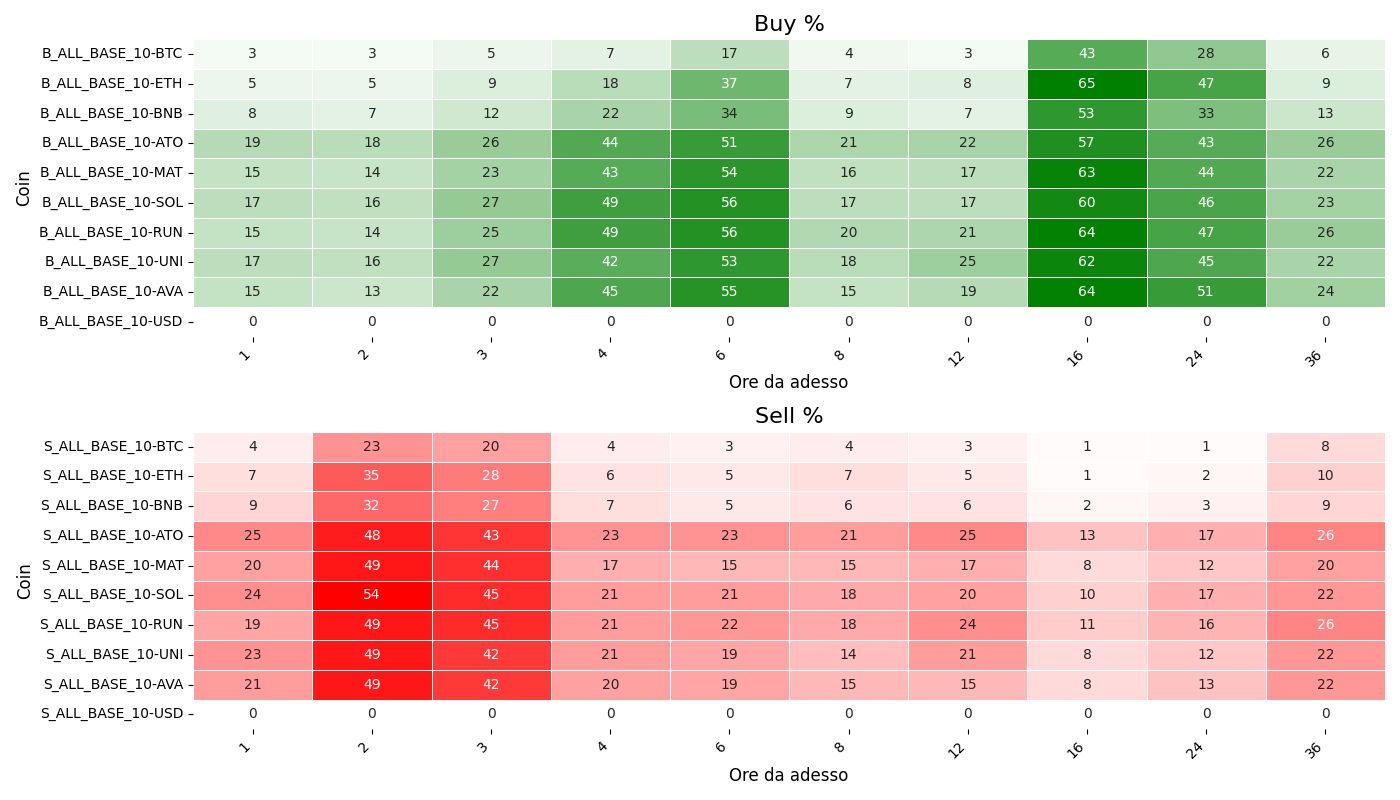 Buy %
B_ALL_BASE_10-BTC 3 3 5 7 17 4 3 43 28 6
B_ALL_BASE_10-ETH 5 5 9 18 37 7 8 65 47 9
B_ALL_BASE_10-BNB 8 7 12 22 34 9 7 53 33 13
B_ALL_BASE_10-ATO 19 18 26 44 51 21 22 57 43 26
B_ALL_BASE_10-MAT 15 14 23 43 54 16 17 63 44 22
B_ALL_BASE_10-SOL 17 16 27 49 56 17 17 60 46 23
B_ALL_BASE_10-RUN 15 14 25 49 56 20 21 64 47 26
B_ALL_BASE_10-UNI 17 16 27 42 53 18 25 62 45 22
B_ALL_BASE_10-AVA 15 13 22 45 55 15 19 64 51 24
B_ALL_BASE_10-USD 0 0 0 0 0 0 0 0 0 0
Coin
1 2 3 4 6 8 12 16 24 36
Ore da adesso
Sell %
S_ALL_BASE_10-BTC 4 23 20 4 3 4 3 1 1 8
S_ALL_BASE_10-ETH 7 35 28 6 5 7 5 1 2 10
S_ALL_BASE_10-BNB 9 32 27 7 5 6 6 2 3 9
S_ALL_BASE_10-ATO 25 48 43 23 23 21 25 13 17 26
S_ALL_BASE_10-MAT 20 49 44 17 15 15 17 8 12 20
S_ALL_BASE_10-SOL 24 54 45 21 21 18 20 10 17 22
S_ALL_BASE_10-RUN 19 49 45 21 22 18 24 11 16 26
S_ALL_BASE_10-UNI 23 49 42 21 19 14 21 8 12 22
S_ALL_BASE_10-AVA 21 49 42 20 19 15 15 8 13 22
S_ALL_BASE_10-USD 0 0 0 0 0 0 0 0 0 0
Coin
1 2 3 4 6 8 12 16 24 36
Ore da adesso